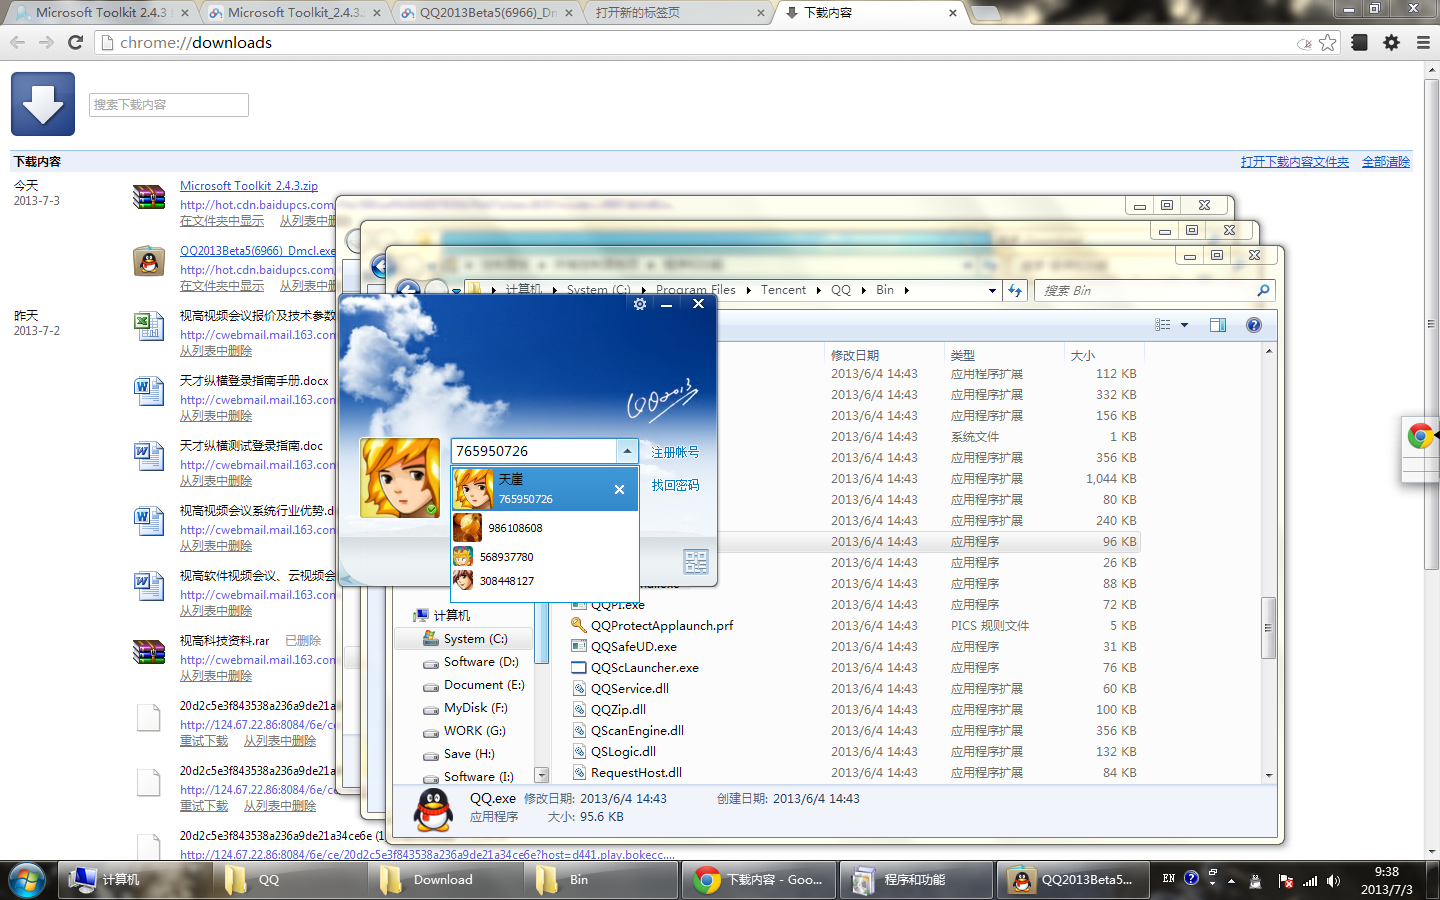 Microsoft Toolkit 2.4.3
Microsoft Toolkit_2.4.3.
QQ2013Beta5(6966)_Dm
打开新的标签页
下载内容
chrome://downloads
搜索下载内容
下载内容
打开下载内容文件夹
全部清除
今天
2013-7-3
Microsoft Toolkit 2.4.3.zip
http://hot.cdn.baidupcs.com
在文件夹中显示 从列表中删
QQ2013Beta5(6966)_Dmcl.exe
http://hot.cdn.baidupcs.com
在文件夹中显示 从列表中删
昨天
2013-7-2
视高视频会议报价及技术参数
http://cwebmail.mail.163.com
从列表中删除
天才纵横登录指南手册.docx
http://cwebmail.mail.163.com
从列表中删除
天才纵横测试登录指南.doc
http://cwebmail.mail.163.com
从列表中删除
视高视频会议系统行业优势.d
http://cwebmail.mail.163.com
从列表中删除
视高软件视频会议、云视频会
http://cwebmail.mail.163.com
从列表中删除
视高科技资料.rar 已删除
http://cwebmail.mail.163.com
从列表中删除
20d2c5e3f843538a236a9de21a
http://124.67.22.86:8084/6e/ce
重试下载 从列表中删除
20d2c5e3f843538a236a9de21a
http://124.67.22.86:8084/6e/ce
重试下载 从列表中删除
20d2c5e3f843538a236a9de21a34ce6e (1
http://124.67.22.86:8084/6e/ce/20d2c5e3f843538a236a9de21a34ce6e?host=d441.play.bokecc....
计算机 System (C:) Program Files Tencent QQ Bin
搜索 Bin
QQ2013
765950726
注册帐号
找回密码
天崖
765950726
986108608
568937780
308448127
修改日期 类型 大小
2013/6/4 14:43 应用程序扩展 112 KB
2013/6/4 14:43 应用程序扩展 332 KB
2013/6/4 14:43 应用程序扩展 156 KB
2013/6/4 14:43 系统文件 1 KB
2013/6/4 14:43 应用程序扩展 356 KB
2013/6/4 14:43 应用程序扩展 1,044 KB
2013/6/4 14:43 应用程序扩展 80 KB
2013/6/4 14:43 应用程序扩展 240 KB
2013/6/4 14:43 应用程序 96 KB
2013/6/4 14:43 应用程序 26 KB
2013/6/4 14:43 应用程序 88 KB
QQPI.exe 2013/6/4 14:43 应用程序 72 KB
QQProtectApplaunch.prf 2013/6/4 14:43 PICS 规则文件 5 KB
QQSafeUD.exe 2013/6/4 14:43 应用程序 31 KB
QQScLauncher.exe 2013/6/4 14:43 应用程序 76 KB
QQService.dll 2013/6/4 14:43 应用程序扩展 60 KB
QQZip.dll 2013/6/4 14:43 应用程序扩展 100 KB
QScanEngine.dll 2013/6/4 14:43 应用程序扩展 356 KB
QSLogic.dll 2013/6/4 14:43 应用程序扩展 132 KB
RequestHost.dll 2013/6/4 14:43 应用程序扩展 84 KB
计算机
System (C:)
Software (D:)
Document (E:)
MyDisk (F:)
WORK (G:)
Save (H:)
Software (I:)
QQ.exe 修改日期: 2013/6/4 14:43 创建日期: 2013/6/4 14:43
应用程序 大小: 95.6 KB
计算机
QQ
Download
Bin
下载内容 - Goo...
程序和功能
QQ2013Beta5...
EN
9:38
2013/7/3